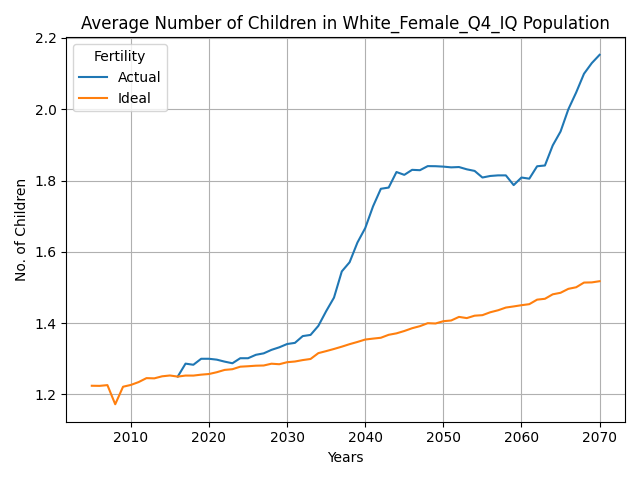 Average Number of Children in White_Female_Q4_IQ Population
Fertility
Actual
Ideal
No. of Children
2.2
2.0
1.8
1.6
1.4
1.2
2010 2020 2030 2040 2050 2060 2070
Years